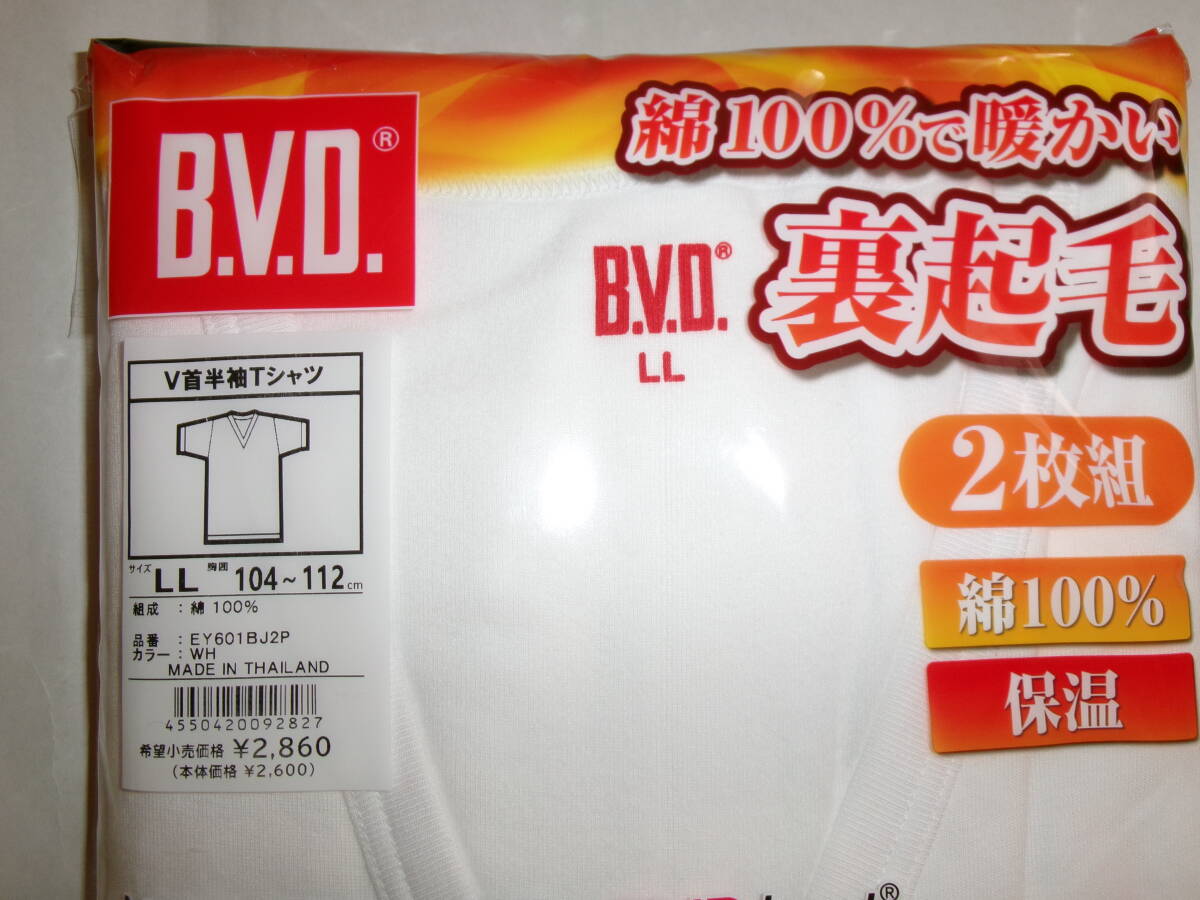 B.V.D.®
綿100%で暖かい
裏起毛
B.V.D.®
LL
2枚組
綿100%
保温
V首半袖Tシャツ
サイズ LL 胸囲 104~112cm
組成 : 綿 100%
品番 : EY601BJ2P
カラー : WH
MADE IN THAILAND
4550420092827
希望小売価格 ¥2,860
(本体価格 ¥2,600)
®